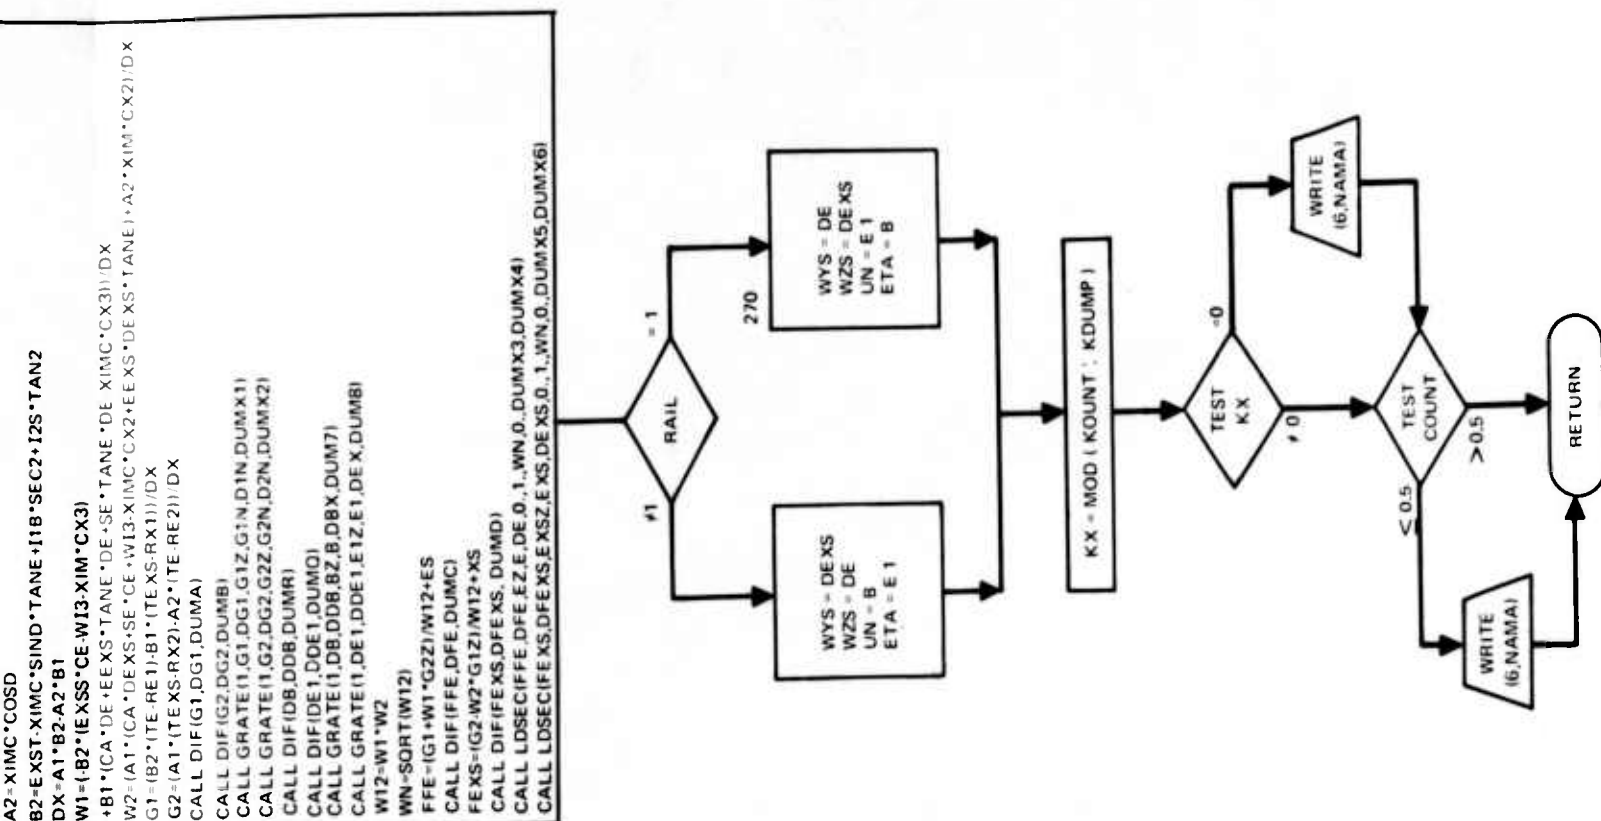 A2=XIMC*COSD
B2=EXST-XIMC*SIND*TANE+I1B*SEC2+I2S*TAN2
DX=A1*B2-A2*B1
W1=(-B2*(EXSS*CE-WI3-XIM*CX3)
+B1*(CA*DE+EEXS*TANE*DE+SE*TANE*DE XIMC*CX3))/DX
W2=(A1*(CA*DEXS+SE*CE+WI3-XIMC*CX2+EEXS*DEXS*TANE)+A2*XIM*CX2)/DX
G1=(B2*(TE-RE1)-B1*(TEXS-RX1))/DX
G2=(A1*(TEXS-RX2)-A2*(TE-RE2))/DX
CALL DIF(G1,DG1,DUMA)
CALL DIF(G2,DG2,DUMB)
CALL GRATE(1,G1,DG1,G1Z,G1N,D1N,DUMX1)
CALL GRATE(1,G2,DG2,G2Z,G2N,D2N,DUMX2)
CALL DIF(DB,DDB,DUMR)
CALL DIF(DE1,DDE1,DUMQ)
CALL GRATE(1,DB,DDB,BZ,B,DBX,DUM7)
CALL GRATE(1,DE1,DDE1,E1Z,E1,DEX,DUM8)
W12=W1*W2
WN=SQRT(W12)
FFE=(G1+W1*G2Z)/W12+ES
CALL DIF(FFE,DFE,DUMC)
FEXS=(G2-W2*G1Z)/W12+XS
CALL DIF(FEXS,DFEXS,DUMD)
CALL LDSEC(FFE,DFE,EZ,E,DE,0.,1.,WN,0.,DUMX3,DUMX4)
CALL LDSEC(FEXS,DFEXS,EXSZ,EXS,DEXS,0.,1.,WN,0.,DUMX5,DUMX6)
RAIL
≠1
= 1
270
WYS = DEXS
WZS = DE
UN = B
ETA = E1
WYS = DE
WZS = DEXS
UN = E1
ETA = B
KX = MOD ( KOUNT ; KDUMP )
TEST
KX
=0
≠ 0
WRITE
(6,NAMA)
TEST
COUNT
≤ 0.5
>0.5
WRITE
(6,NAMA)
RETURN